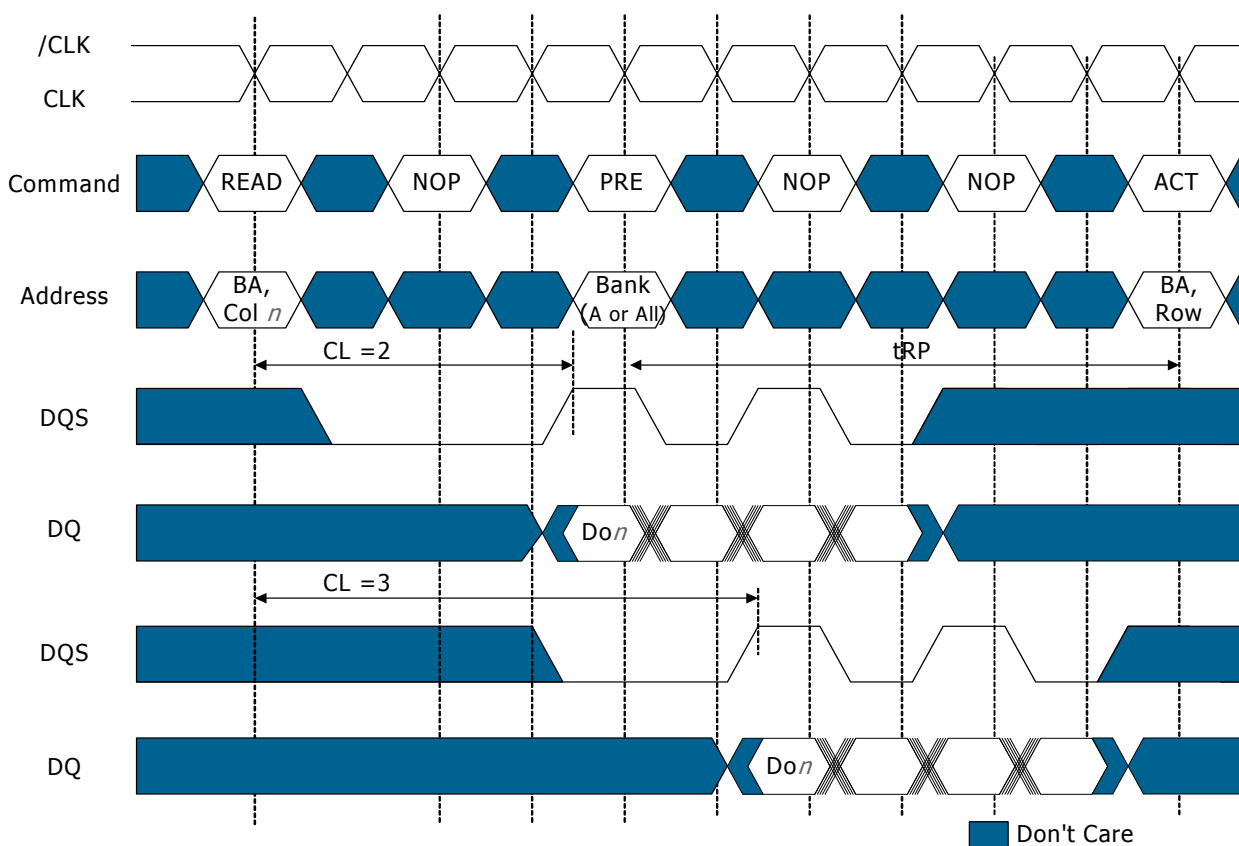 /CLK
CLK
Command READ NOP PRE NOP NOP ACT
Address BA, Col n Bank (A or All) BA, Row
CL =2 tRP
DQS
DQ Don
CL =3
DQS
DQ Don
Don't Care